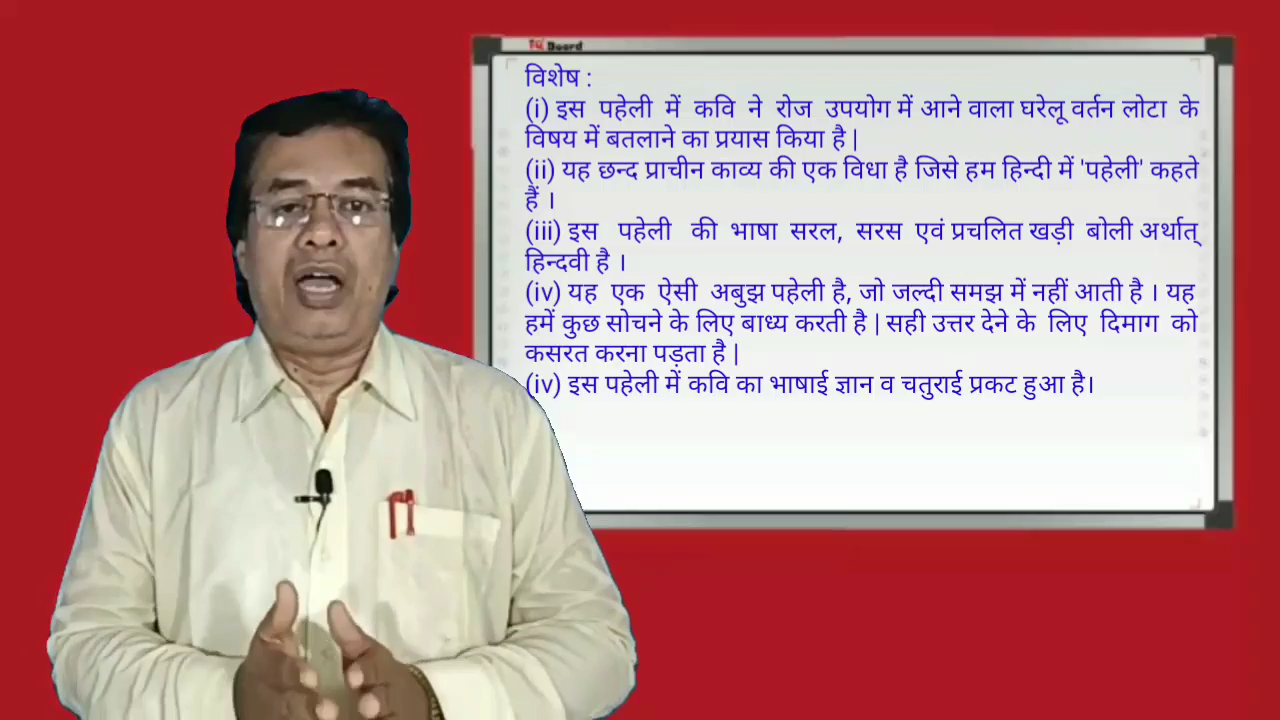 TQ Board
विशेष :
(i) इस पहेली में कवि ने रोज उपयोग में आने वाला घरेलू वर्तन लोटा के
विषय में बतलाने का प्रयास किया है |
(ii) यह छन्द प्राचीन काव्य की एक विधा है जिसे हम हिन्दी में 'पहेली' कहते
हैं ।
(iii) इस पहेली की भाषा सरल, सरस एवं प्रचलित खड़ी बोली अर्थात्
हिन्दवी है ।
(iv) यह एक ऐसी अबुझ पहेली है, जो जल्दी समझ में नहीं आती है । यह
हमें कुछ सोचने के लिए बाध्य करती है | सही उत्तर देने के लिए दिमाग को
कसरत करना पड़ता है |
(iv) इस पहेली में कवि का भाषाई ज्ञान व चतुराई प्रकट हुआ है।